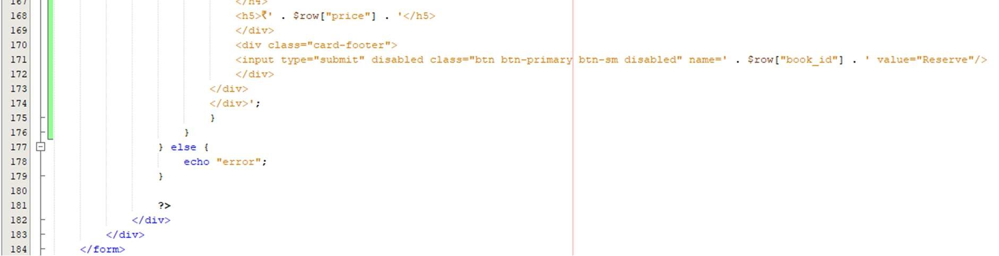 167 </h4>
168 <h5>₹' . $row["price"] . '</h5>
169 </div>
170 <div class="card-footer">
171 <input type="submit" disabled class="btn btn-primary btn-sm disabled" name=' . $row["book_id"] . ' value="Reserve"/>
172 </div>
173 </div>
174 </div>';
175 }
176 }
177 } else {
178 echo "error";
179 }
180
181 ?>
182 </div>
183 </div>
184 </form>